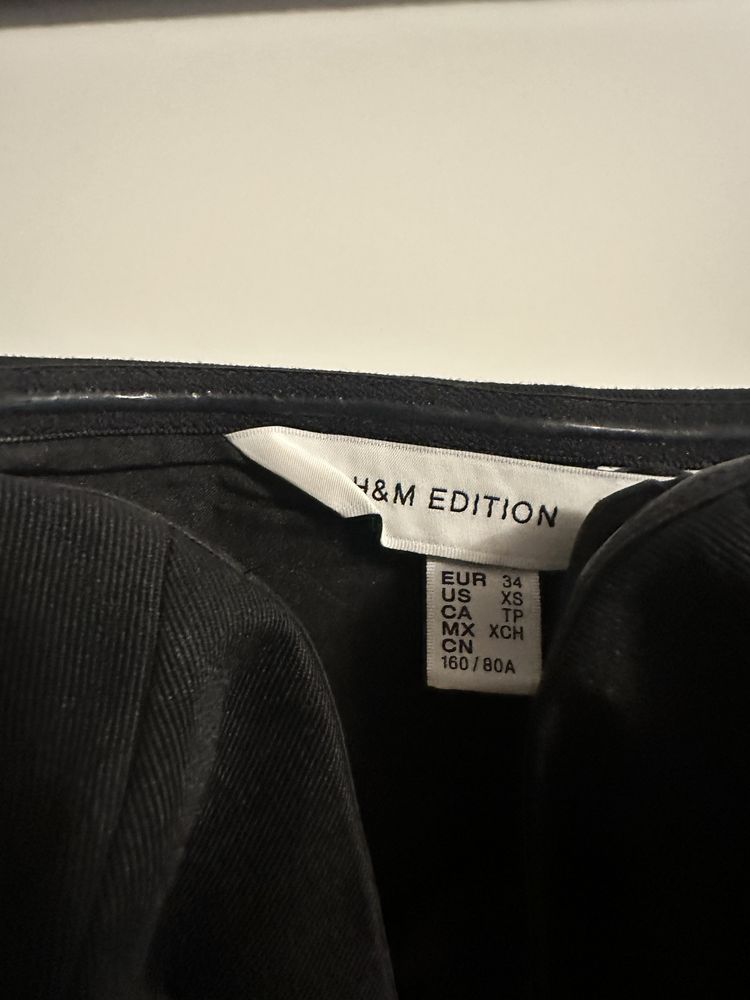 H&M EDITION
EUR 34
US XS
CA TP
MX XCH
CN
160/80A